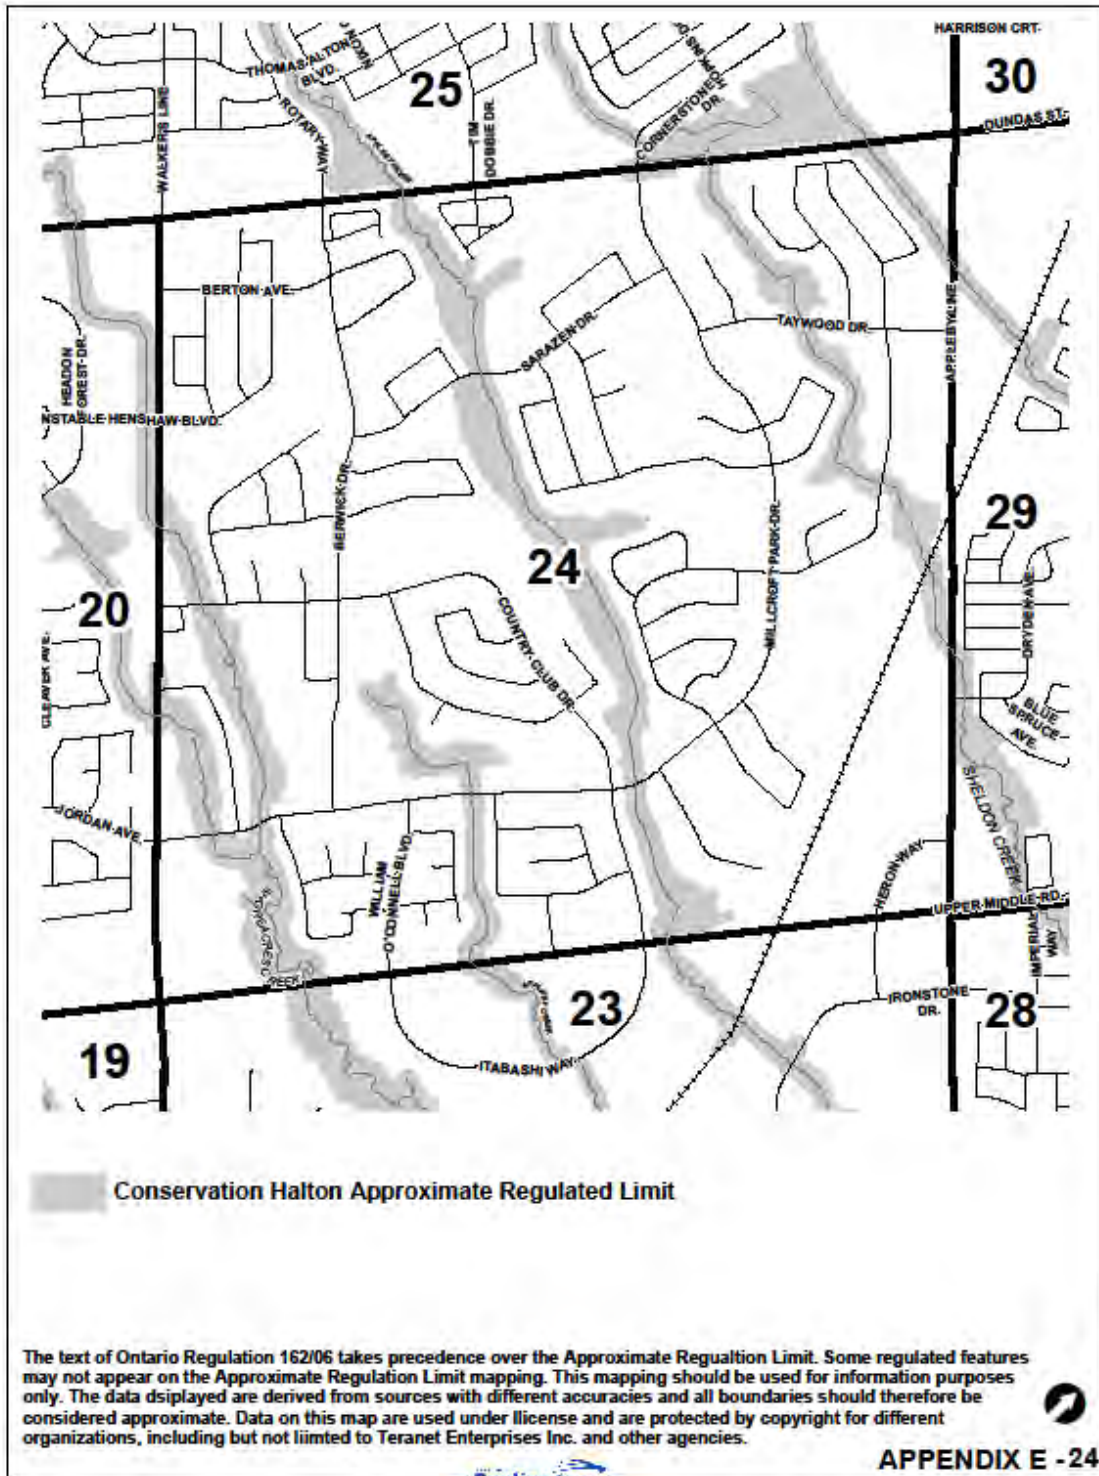 HARRISON CRT.
30
THOMAS ALTON
BLVD.
NIXON
25
HOPKINS
CORNERSTONE
DR.
DUNDAS ST.
WALKERS LINE
ROTARY WAY
TIM
DOBBIE DR.
BERTON AVE.
SARAZEN DR.
TAYWOOD DR.
APPLEBY LINE
HEADON
FOREST DR.
NSTABLE HENSHAW BLVD.
BERWICK DR.
MILLCROFT PARK DR.
29
24
20
COUNTRY CLUB DR.
DRYDEN AVE.
CLEAVER AVE.
BLUE
SPRUCE
AVE.
SHELDON CREEK
JORDAN AVE.
WILLIAM
O'CONNELL BLVD.
HERON WAY
UPPER MIDDLE RD.
IMPERIAL
WAY
CREEK
23
IRONSTONE
DR.
28
19
ITABASHI WAY
Conservation Halton Approximate Regulated Limit
The text of Ontario Regulation 162/06 takes precedence over the Approximate Regualtion Limit. Some regulated features
may not appear on the Approximate Regulation Limit mapping. This mapping should be used for information purposes
only. The data dsiplayed are derived from sources with different accuracies and all boundaries should therefore be
considered approximate. Data on this map are used under llicense and are protected by copyright for different
organizations, including but not liimted to Teranet Enterprises Inc. and other agencies.
APPENDIX E - 24